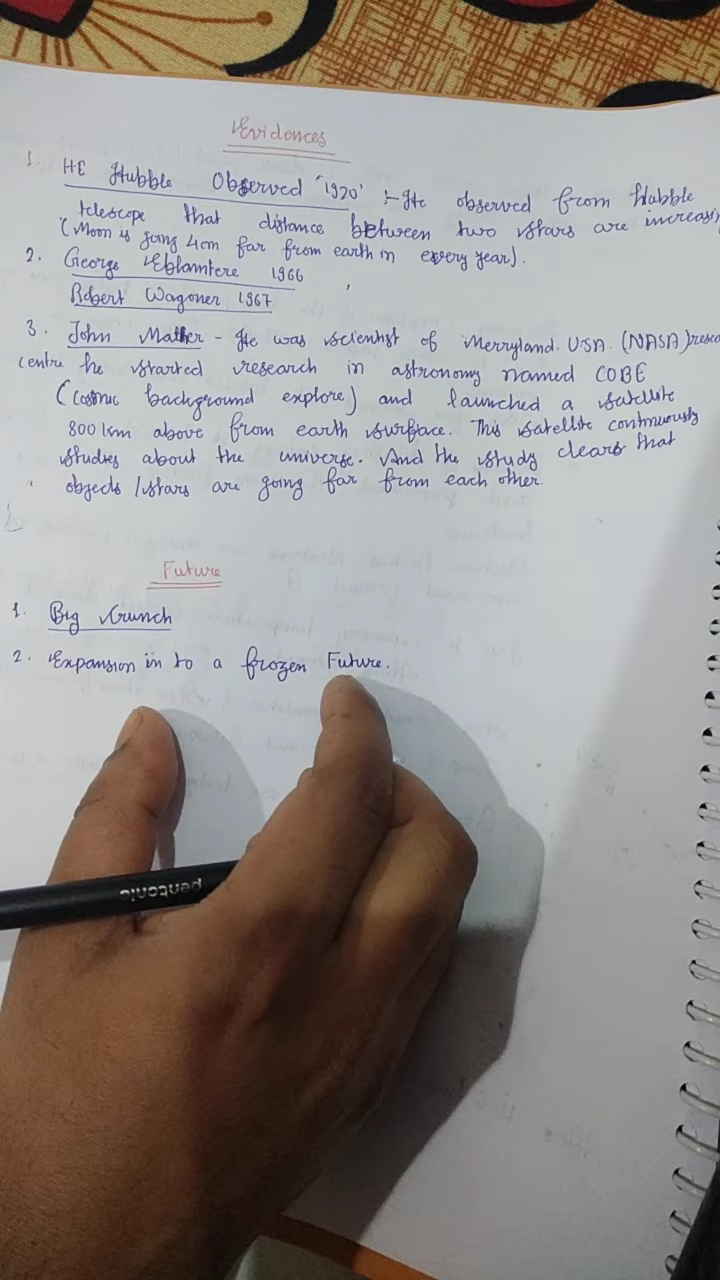 Evidences
1. HE Hubble Observed '1920' :- He observed from Hubble
telescope that distance between two stars are increasin
(Moon is going 4cm far from earth in every year).
2. George Eblamtere 1966
Robert Wagoner 1967
3. John Mather - He was scientist of Merryland. U.S.A. (NASA) resea
centre he started research in astronomy named COBE
(Cosmic background explore) and launched a satellite
800 km above from earth surface. This satellite continuously
studies about the universe. And the study clears that
objects / stars are going far from each other.
Future
1. Big Crunch
2. Expansion in to a frozen Future.
pentonic